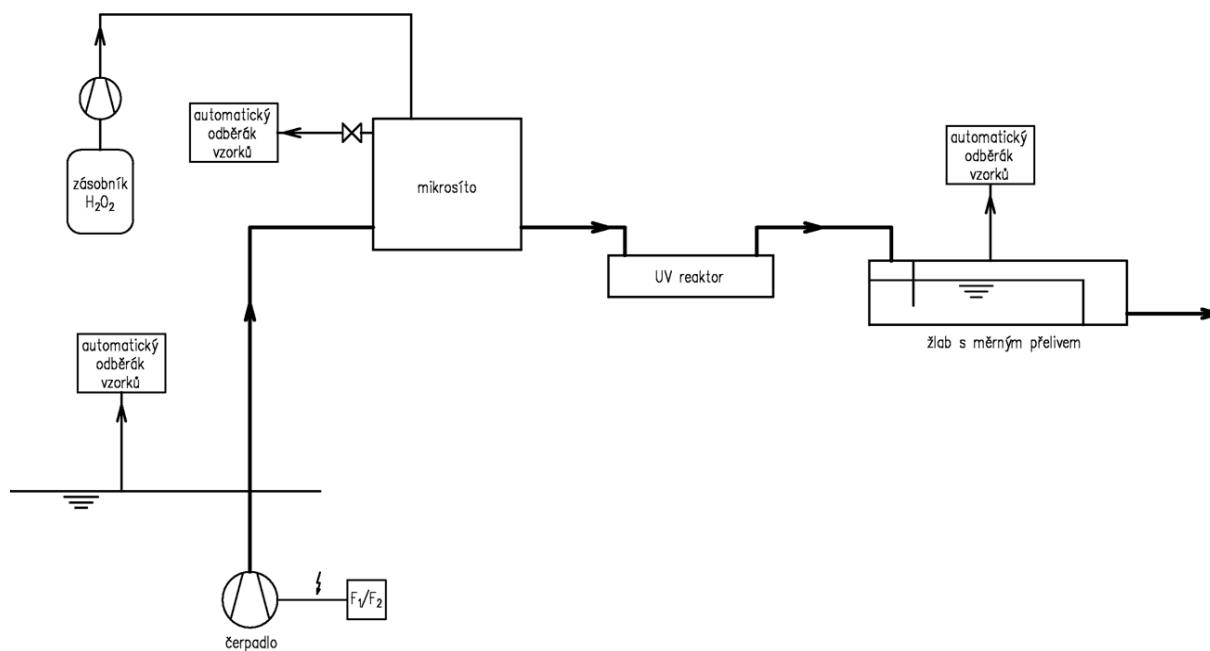 automatický
odběrák
vzorků
zásobník
H₂O₂
mikrosíto
automatický
odběrák
vzorků
UV reaktor
žlab s měrným přelivem
automatický
odběrák
vzorků
F₁/F₂
čerpadlo